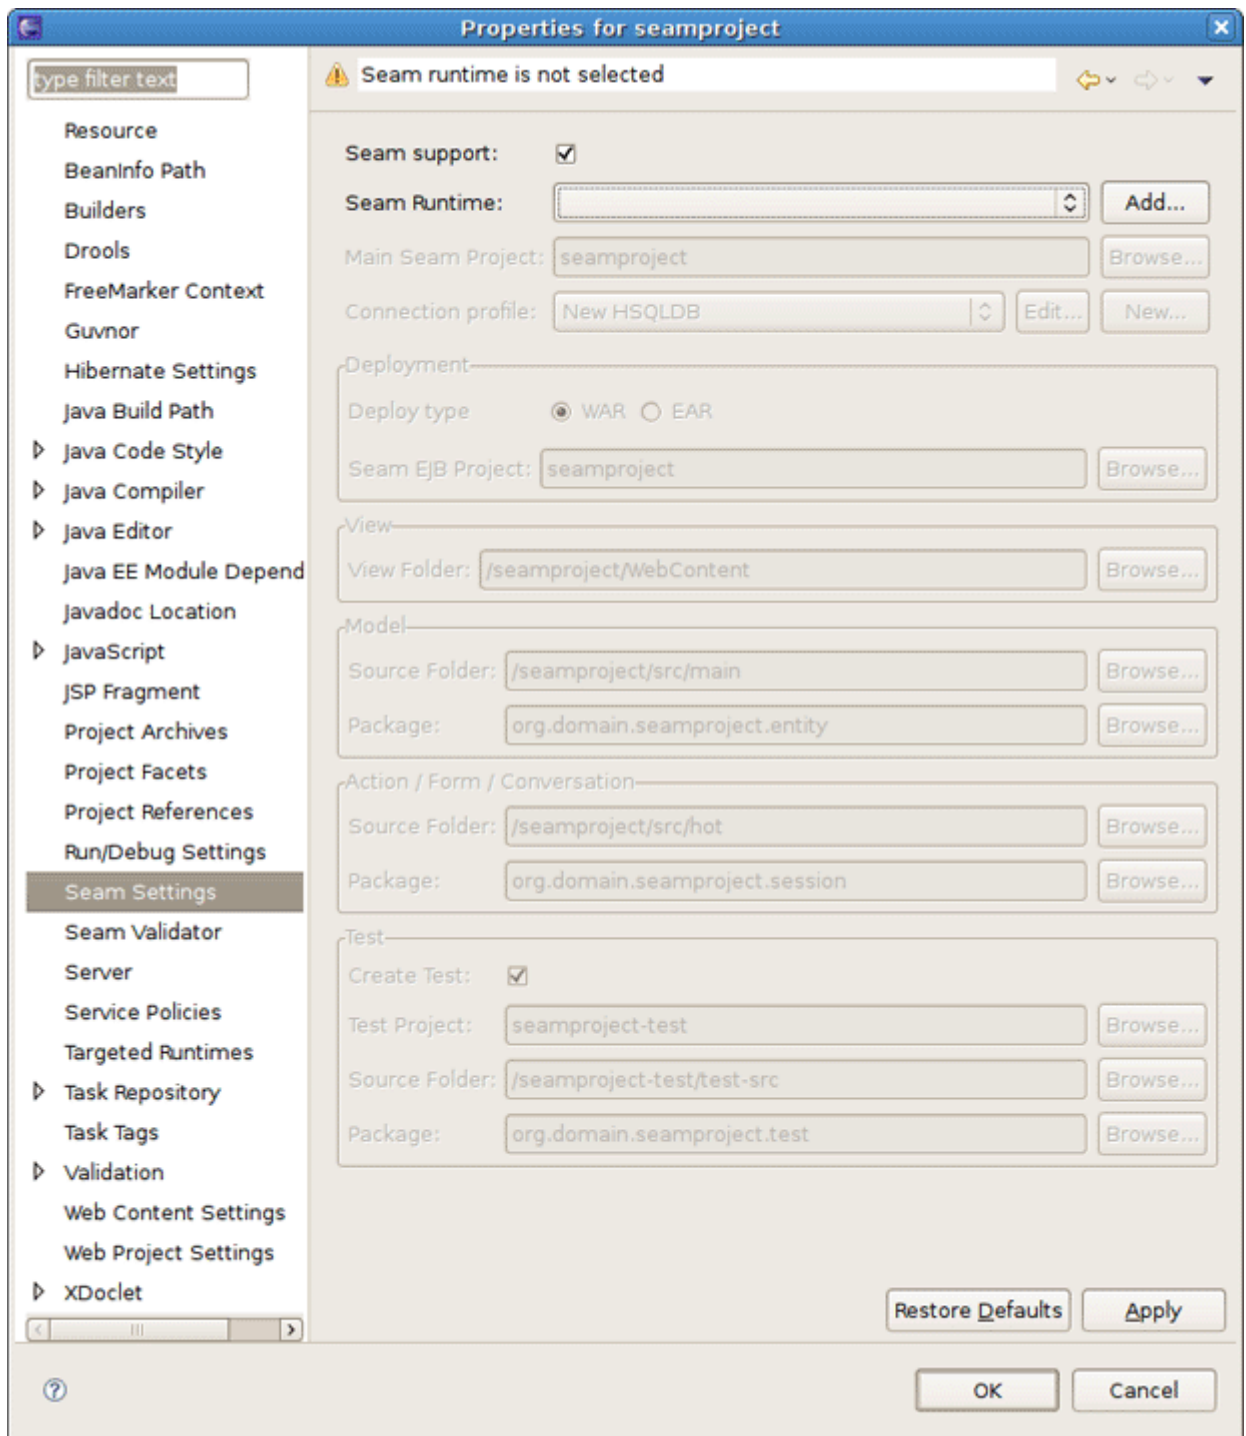 Properties for seamproject
type filter text
Resource
BeanInfo Path
Builders
Drools
FreeMarker Context
Guvnor
Hibernate Settings
Java Build Path
Java Code Style
Java Compiler
Java Editor
Java EE Module Depend
Javadoc Location
JavaScript
JSP Fragment
Project Archives
Project Facets
Project References
Run/Debug Settings
Seam Settings
Seam Validator
Server
Service Policies
Targeted Runtimes
Task Repository
Task Tags
Validation
Web Content Settings
Web Project Settings
XDoclet
Seam runtime is not selected
Seam support:
Seam Runtime: Add...
Main Seam Project: seamproject Browse...
Connection profile: New HSQLDB Edit... New...
Deployment
Deploy type WAR EAR
Seam EJB Project: seamproject Browse...
View
View Folder: /seamproject/WebContent Browse...
Model
Source Folder: /seamproject/src/main Browse...
Package: org.domain.seamproject.entity Browse...
Action / Form / Conversation
Source Folder: /seamproject/src/hot Browse...
Package: org.domain.seamproject.session Browse...
Test
Create Test:
Test Project: seamproject-test Browse...
Source Folder: /seamproject-test/test-src Browse...
Package: org.domain.seamproject.test Browse...
Restore Defaults Apply
? OK Cancel